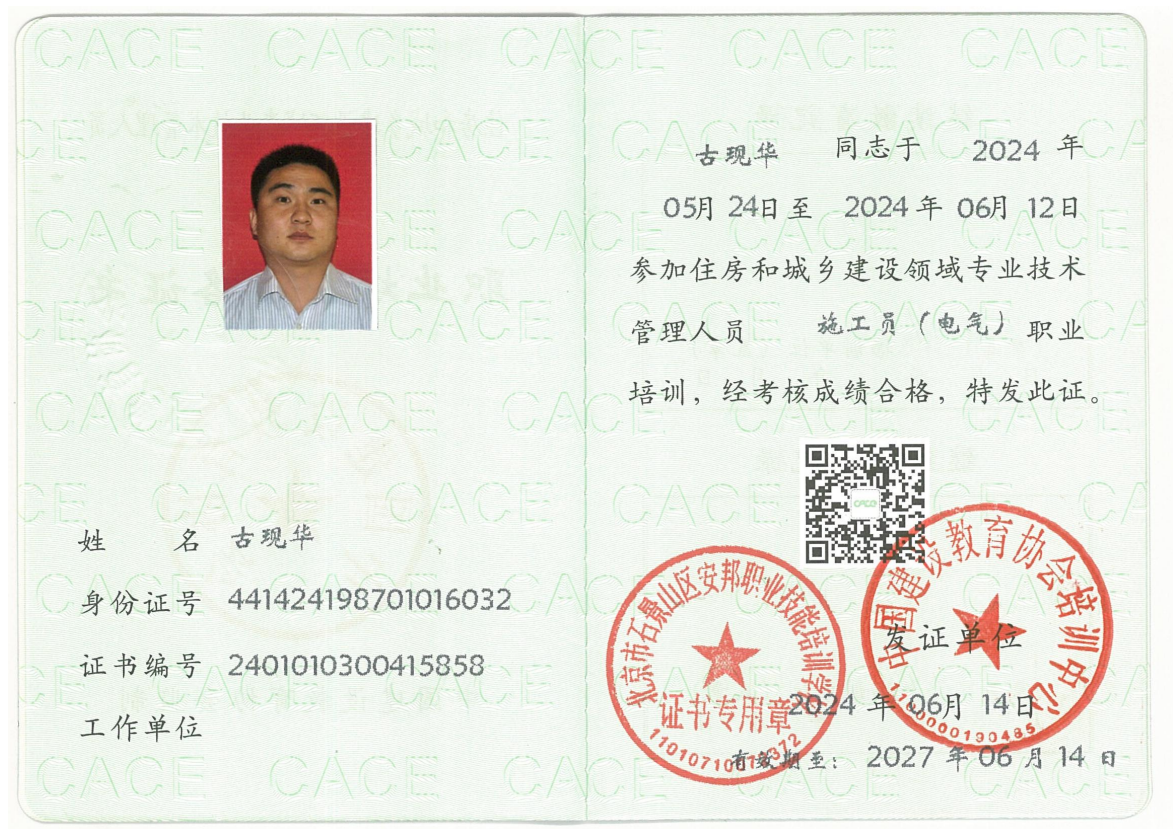 姓 名 古现华
身份证号 441424198701016032
证书编号 2401010300415858
工作单位
古现华 同志于 2024 年
05月 24日 至 2024 年 06月 12日
参加住房和城乡建设领域专业技术
管理人员 施工员（电气） 职业
培训，经考核成绩合格，特发此证。
北京市石景山区安邦职业技能培训学校
证书专用章
中国建设教育协会培训中心
发证单位
2024 年 06月 14日
有效期至： 2027 年 06 月 14 日
CACE